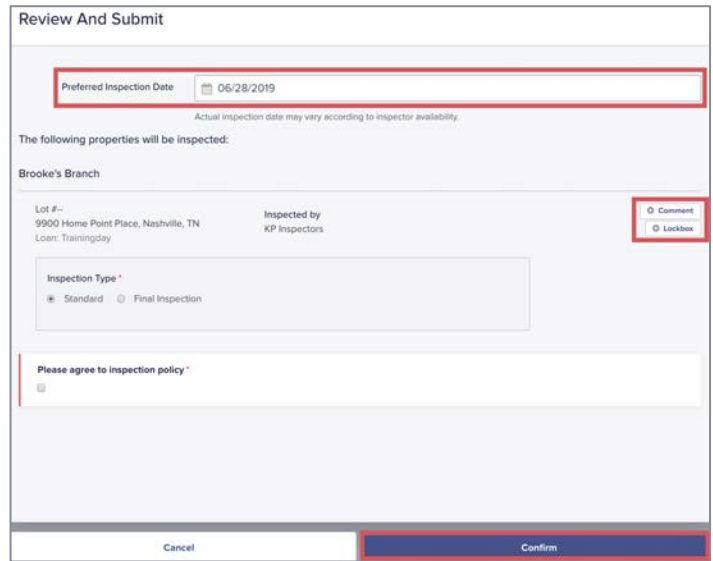 Review And Submit
Preferred Inspection Date 06/28/2019
Actual inspection date may vary according to inspector availability.
The following properties will be inspected:
Brooke's Branch
Lot #--
9900 Home Point Place, Nashville, TN
Loan: Trainingday
Inspected by
KP Inspectors
Comment
Lockbox
Inspection Type *
Standard Final Inspection
Please agree to inspection policy *
Cancel Confirm